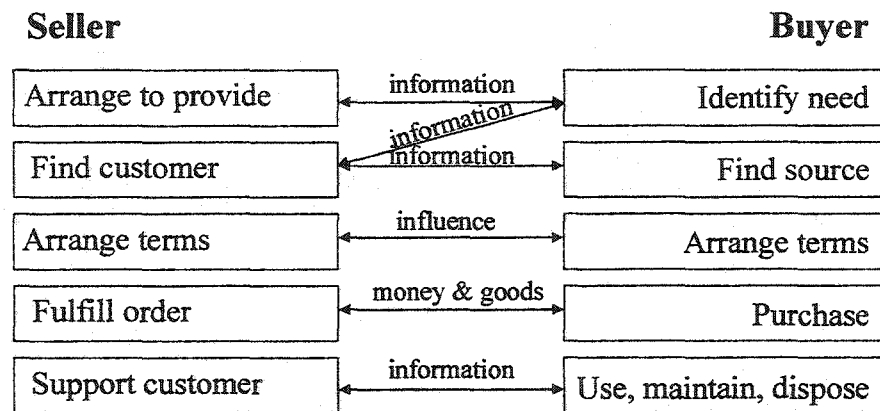 Seller
Buyer
Arrange to provide
information
Identify need
information
Find customer
information
Find source
Arrange terms
influence
Arrange terms
Fulfill order
money & goods
Purchase
Support customer
information
Use, maintain, dispose